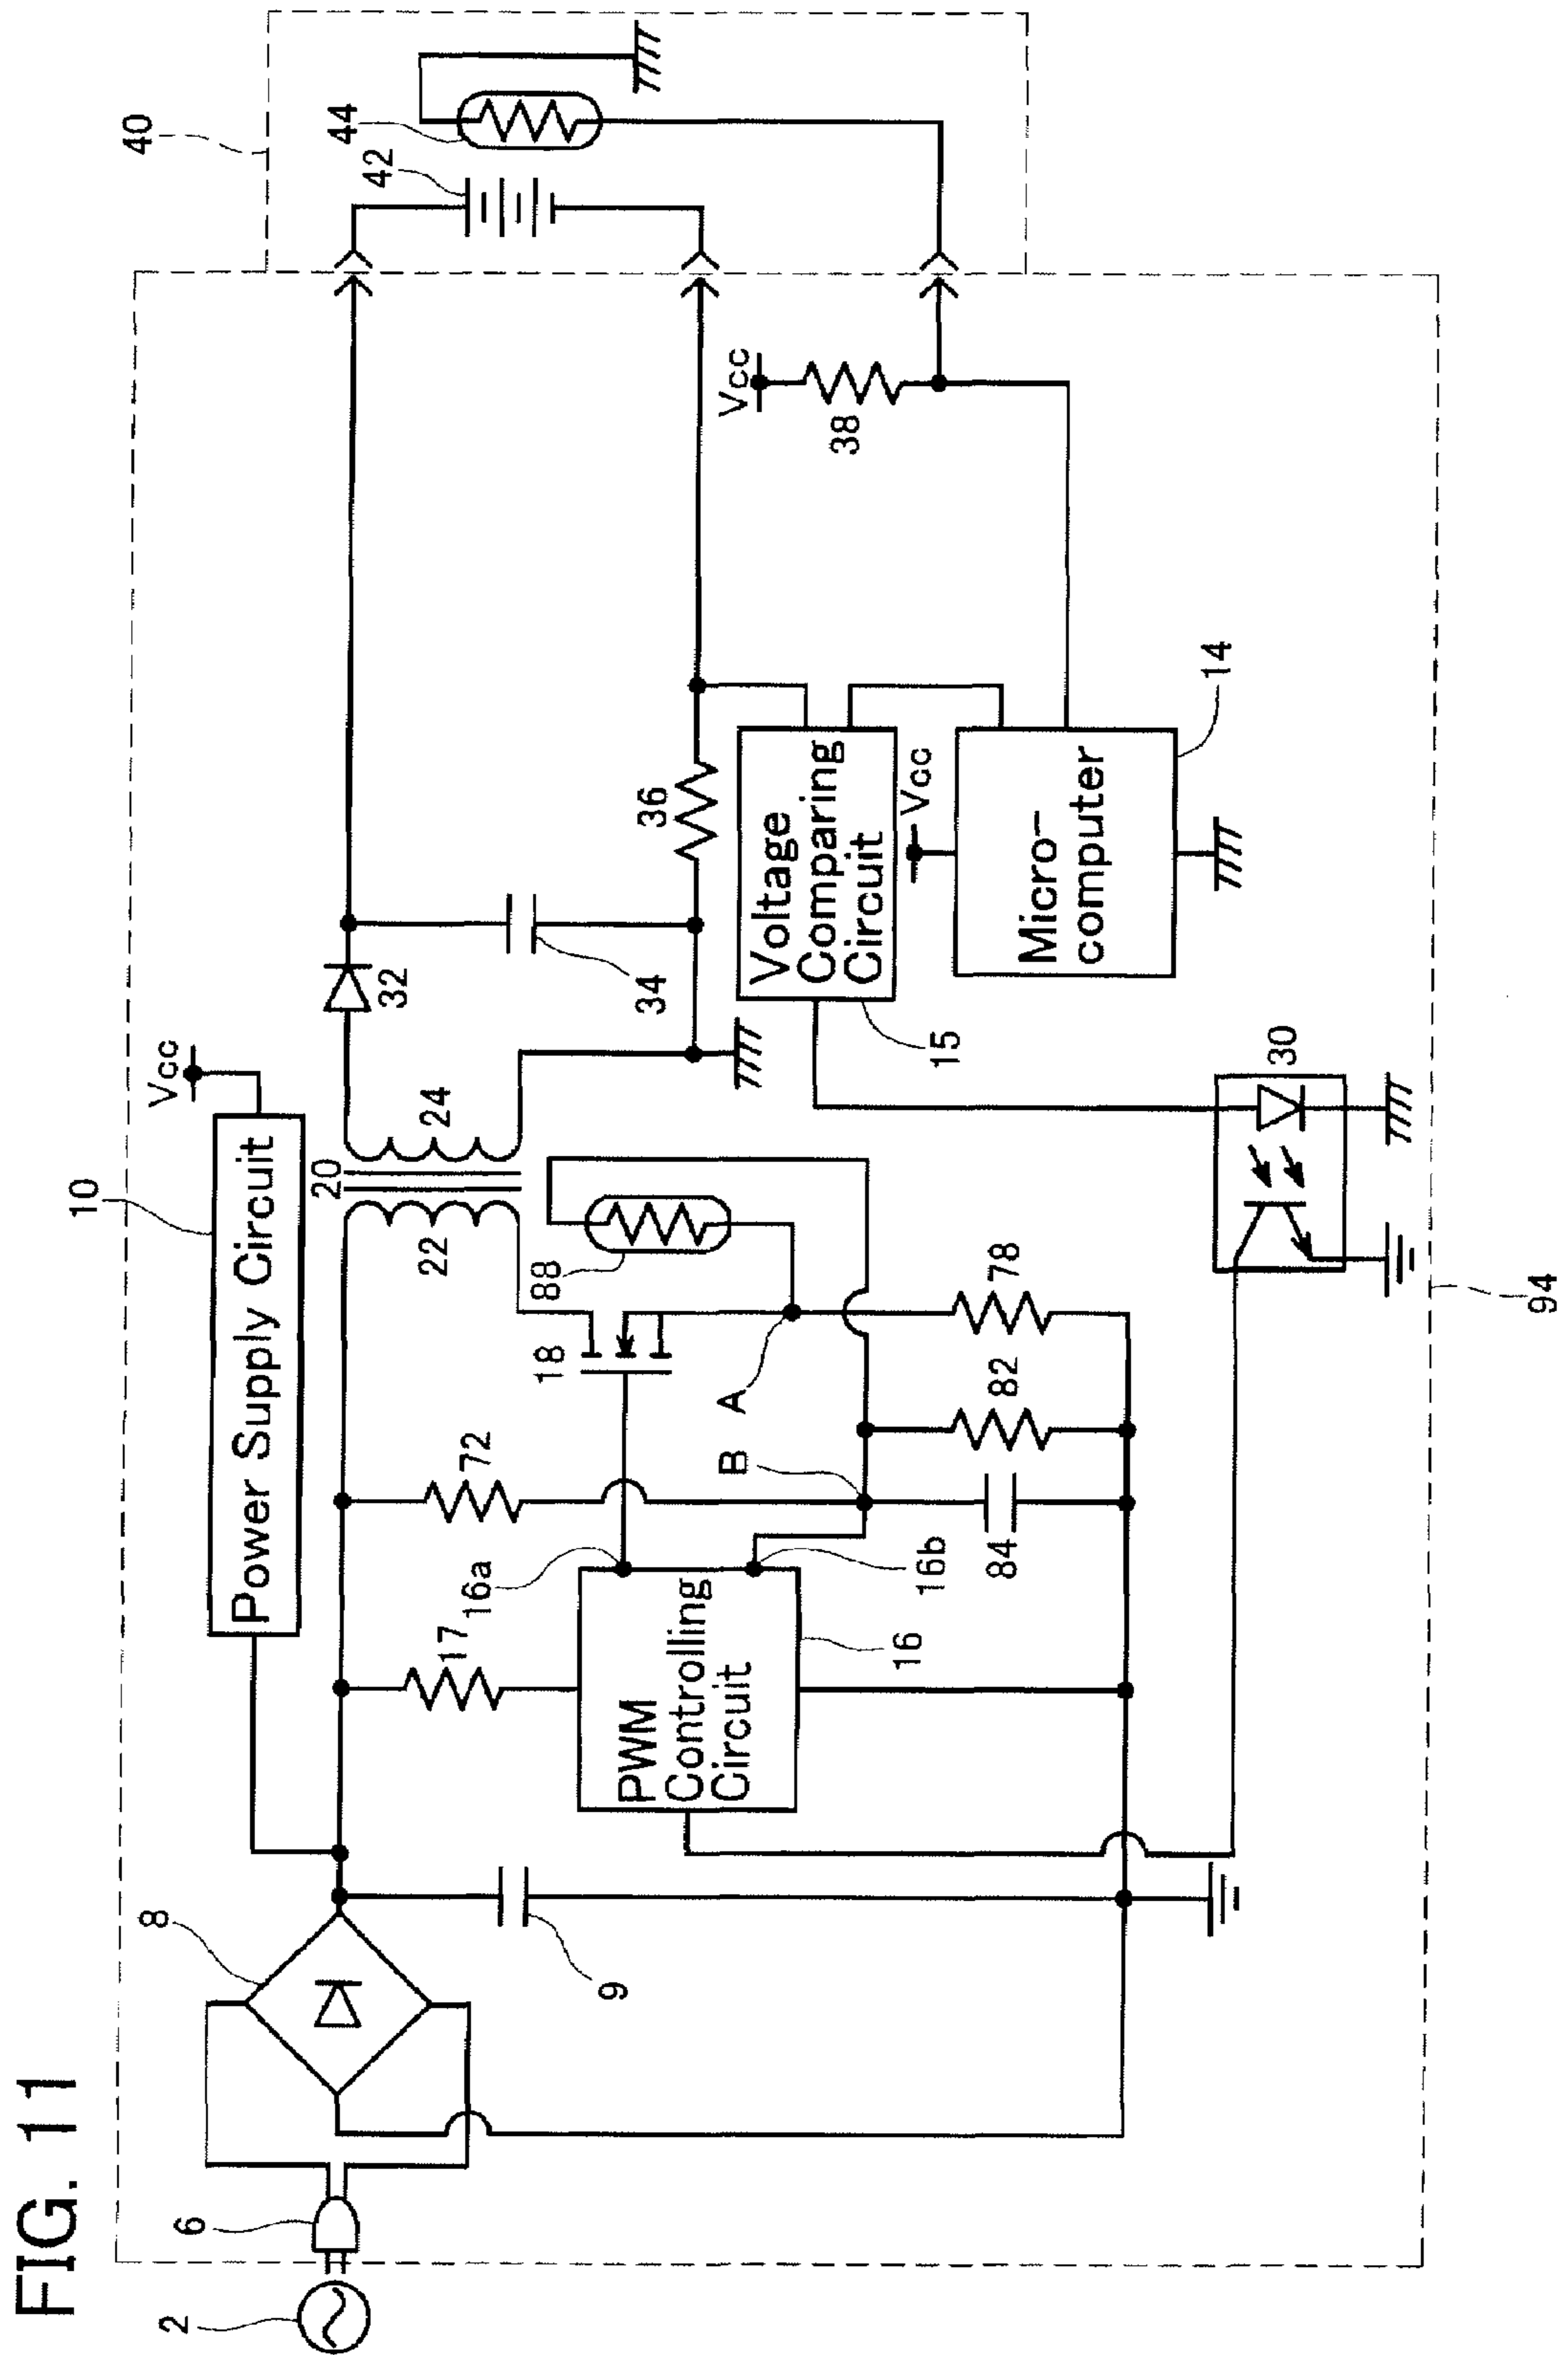 FIG. 11
10
Power Supply Circuit
Vcc
40
8
20
32
44
42
6
2
22
24
34
36
9
17
72
18
88
16a
PWM
Controlling
Circuit
16
16b
B
A
84
82
78
Voltage
Comparing
Circuit
15
Vcc
38
Vcc
Micro-
computer
14
30
94